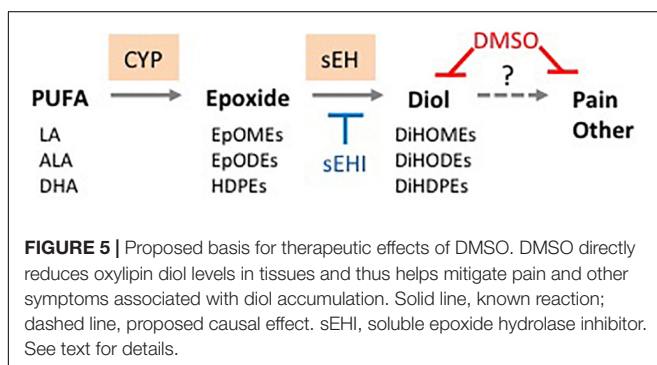 CYP
sEH
DMSO
?
PUFA
Epoxide
Diol
Pain
Other
LA
ALA
DHA
EpOMEs
EpODEs
HDPEs
sEHI
DiHOMEs
DiHODEs
DiHDPEs
FIGURE 5 | Proposed basis for therapeutic effects of DMSO. DMSO directly
reduces oxylipin diol levels in tissues and thus helps mitigate pain and other
symptoms associated with diol accumulation. Solid line, known reaction;
dashed line, proposed causal effect. sEHI, soluble epoxide hydrolase inhibitor.
See text for details.